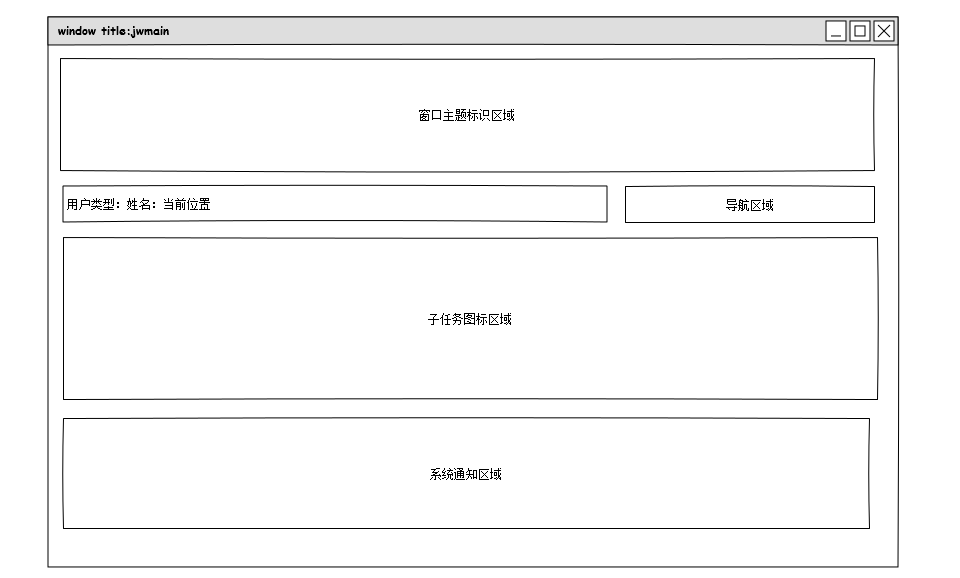 window title:jwmain
窗口主题标识区域
用户类型：姓名：当前位置
导航区域
子任务图标区域
系统通知区域